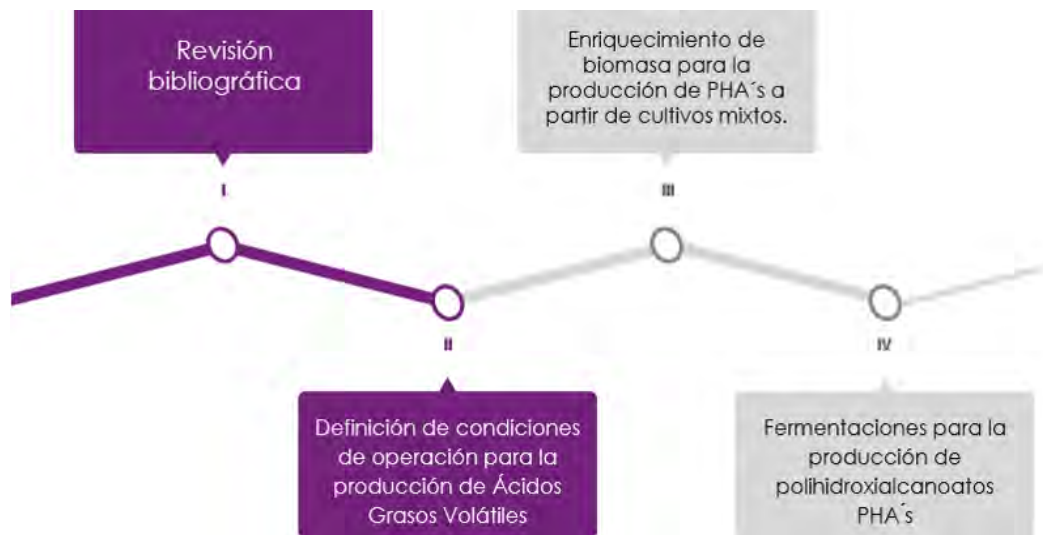 Revisión
bibliográfica
I
Enriquecimiento de
biomasa para la
producción de PHA´s a
partir de cultivos mixtos.
III
II
Definición de condiciones
de operación para la
producción de Ácidos
Grasos Volátiles
IV
Fermentaciones para la
producción de
polihidroxialcanoatos
PHA´s